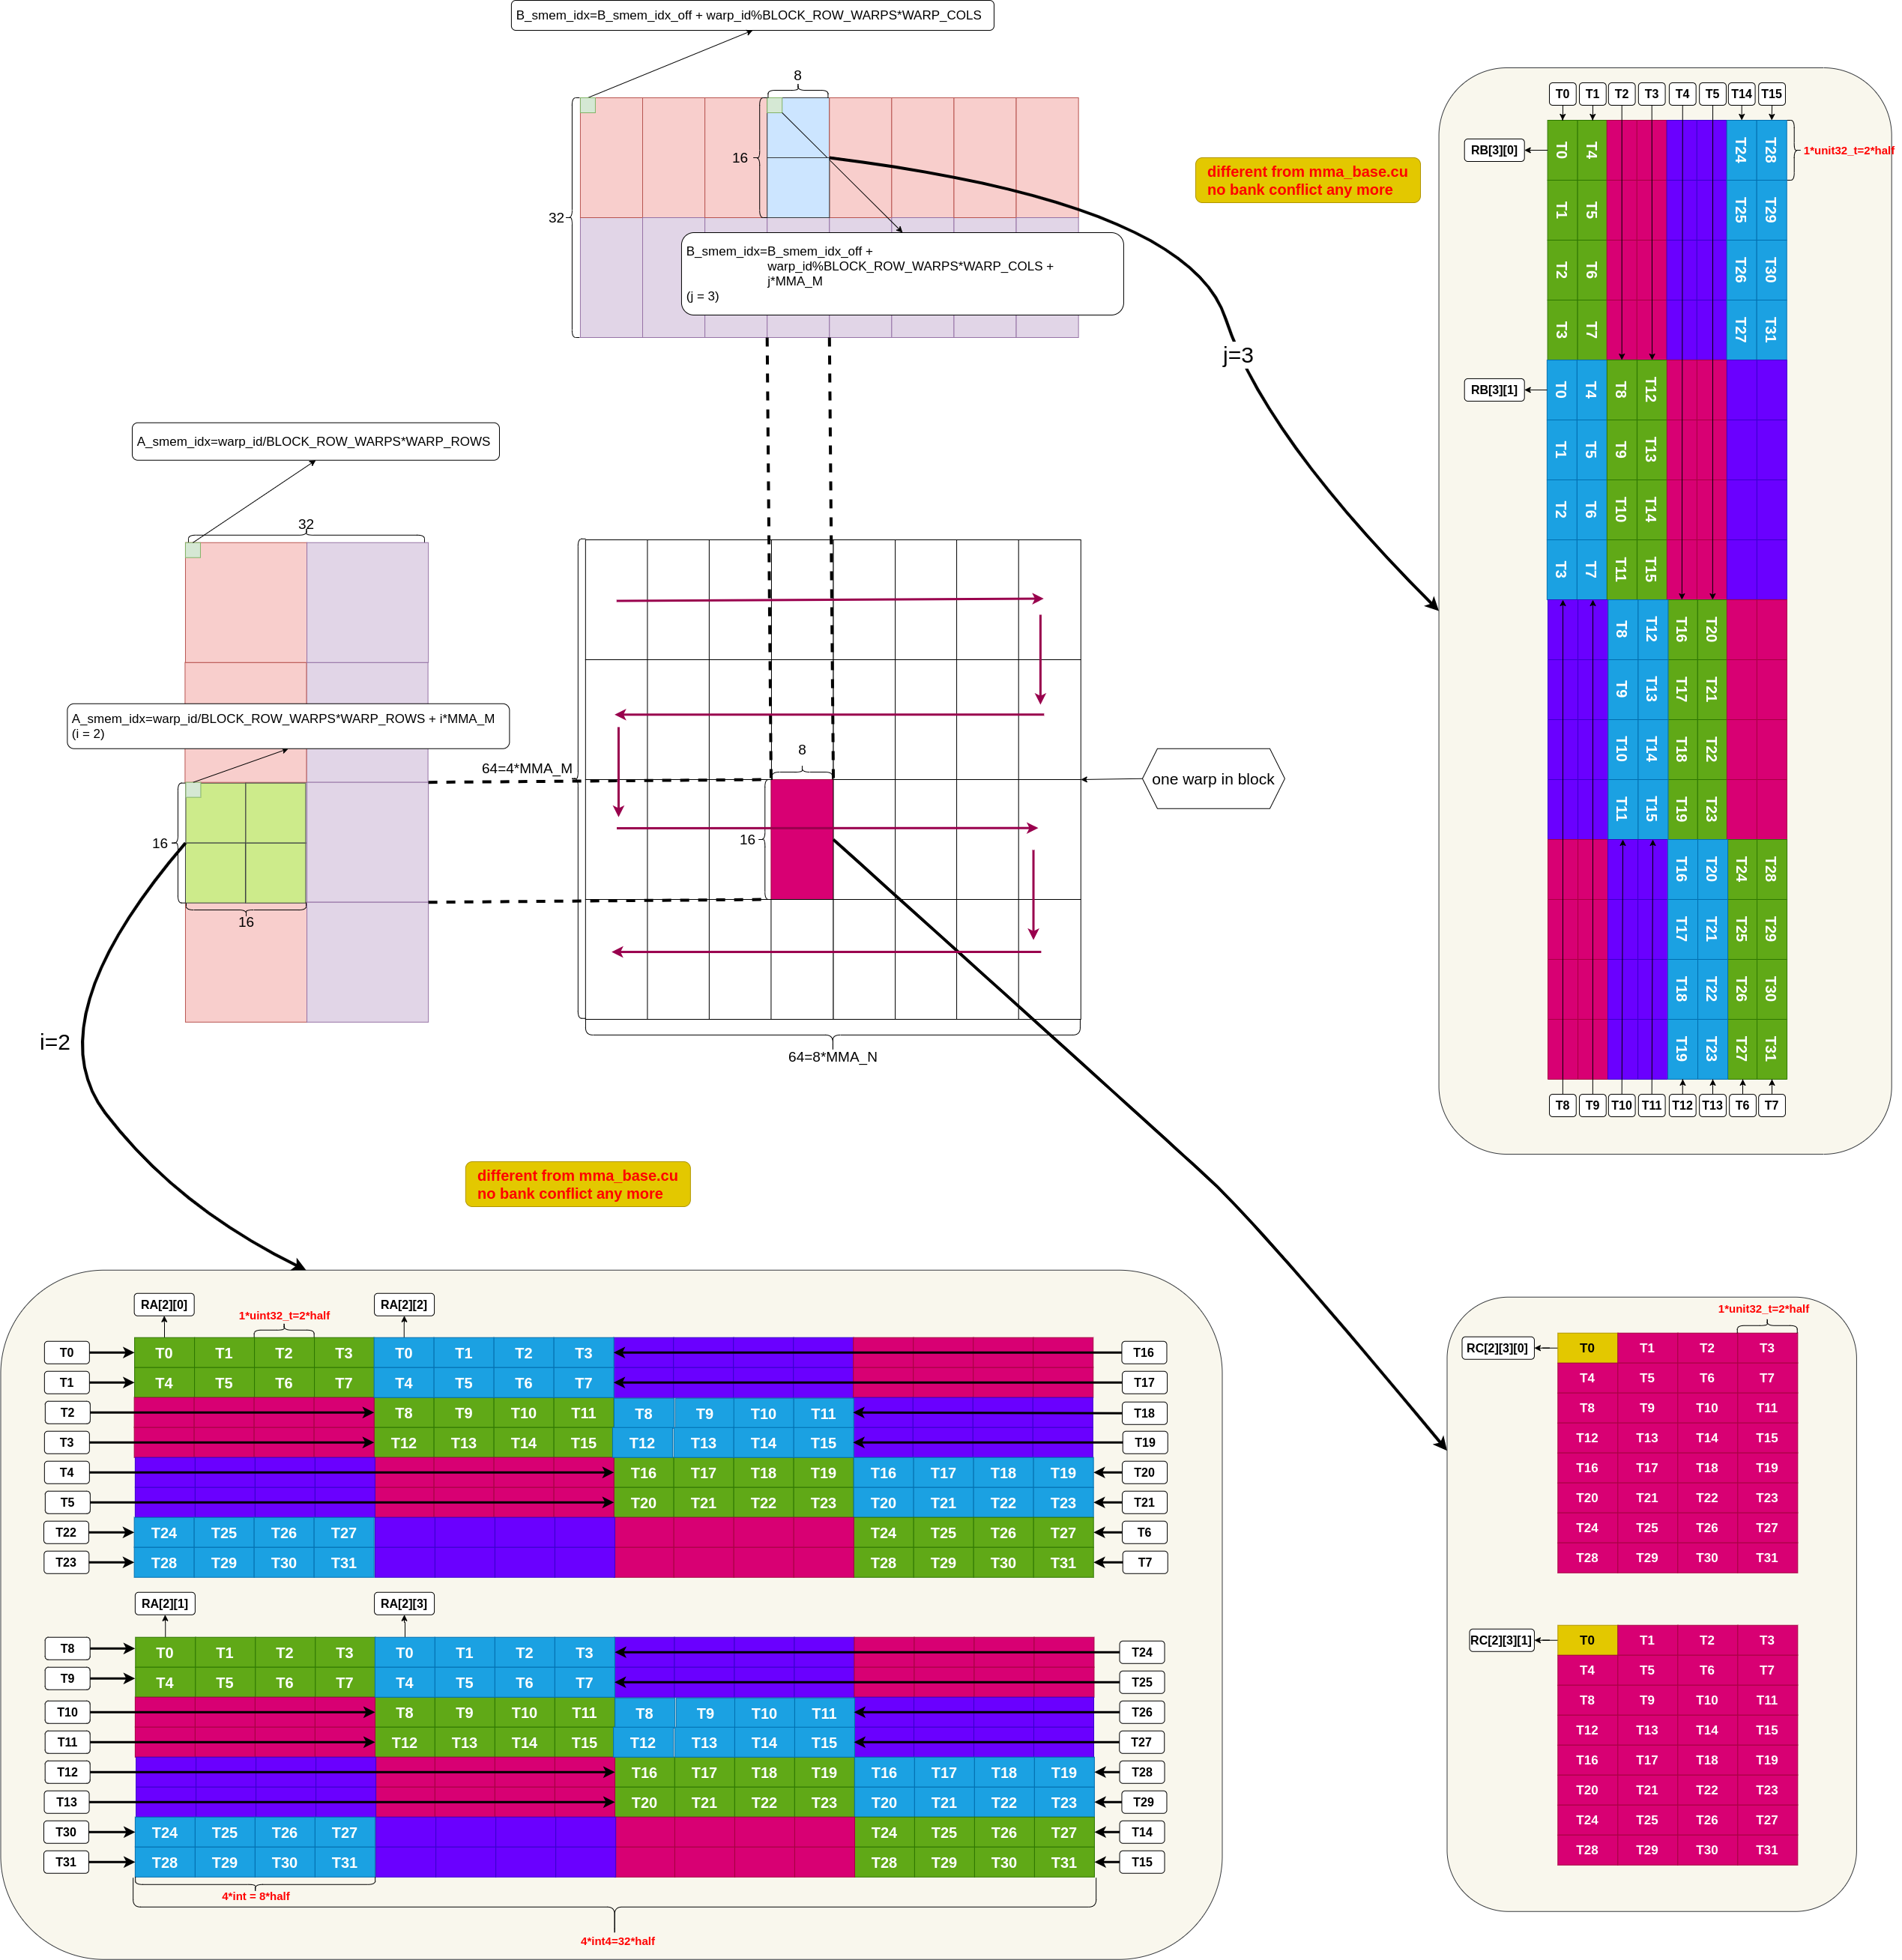 B_smem_idx=B_smem_idx_off + warp_id%BLOCK_ROW_WARPS*WARP_COLS
8
16
32
B_smem_idx=B_smem_idx_off +
warp_id%BLOCK_ROW_WARPS*WARP_COLS +
j*MMA_M
(j = 3)
different from mma_base.cu
no bank conflict any more
j=3
T0 T1 T2 T3 T4 T5 T14 T15
RB[3][0]
1*unit32_t=2*half
T0 T4 T24 T28
T1 T5 T25 T29
T2 T6 T26 T30
T3 T7 T27 T31
RB[3][1]
T0 T4 T8 T12
T1 T5 T9 T13
T2 T6 T10 T14
T3 T7 T11 T15
T8 T12 T16 T20
T9 T13 T17 T21
T10 T14 T18 T22
T11 T15 T19 T23
T16 T20 T24 T28
T17 T21 T25 T29
T18 T22 T26 T30
T19 T23 T27 T31
T8 T9 T10 T11 T12 T13 T6 T7
A_smem_idx=warp_id/BLOCK_ROW_WARPS*WARP_ROWS
32
A_smem_idx=warp_id/BLOCK_ROW_WARPS*WARP_ROWS + i*MMA_M
(i = 2)
16
16
64=4*MMA_M
8
16
one warp in block
64=8*MMA_N
i=2
different from mma_base.cu
no bank conflict any more
RA[2][0]
1*uint32_t=2*half
RA[2][2]
T0 T0 T1 T2 T3 T0 T1 T2 T3 T16
T1 T4 T5 T6 T7 T4 T5 T6 T7 T17
T2 T8 T9 T10 T11 T8 T9 T10 T11 T18
T3 T12 T13 T14 T15 T12 T13 T14 T15 T19
T4 T16 T17 T18 T19 T16 T17 T18 T19 T20
T5 T20 T21 T22 T23 T20 T21 T22 T23 T21
T22 T24 T25 T26 T27 T24 T25 T26 T27 T6
T23 T28 T29 T30 T31 T28 T29 T30 T31 T7
RA[2][1]
RA[2][3]
T8 T0 T1 T2 T3 T0 T1 T2 T3 T24
T9 T4 T5 T6 T7 T4 T5 T6 T7 T25
T10 T8 T9 T10 T11 T8 T9 T10 T11 T26
T11 T12 T13 T14 T15 T12 T13 T14 T15 T27
T12 T16 T17 T18 T19 T16 T17 T18 T19 T28
T13 T20 T21 T22 T23 T20 T21 T22 T23 T29
T30 T24 T25 T26 T27 T24 T25 T26 T27 T14
T31 T28 T29 T30 T31 T28 T29 T30 T31 T15
4*int = 8*half
4*int4=32*half
1*unit32_t=2*half
RC[2][3][0] T0 T1 T2 T3
T4 T5 T6 T7
T8 T9 T10 T11
T12 T13 T14 T15
T16 T17 T18 T19
T20 T21 T22 T23
T24 T25 T26 T27
T28 T29 T30 T31
RC[2][3][1] T0 T1 T2 T3
T4 T5 T6 T7
T8 T9 T10 T11
T12 T13 T14 T15
T16 T17 T18 T19
T20 T21 T22 T23
T24 T25 T26 T27
T28 T29 T30 T31